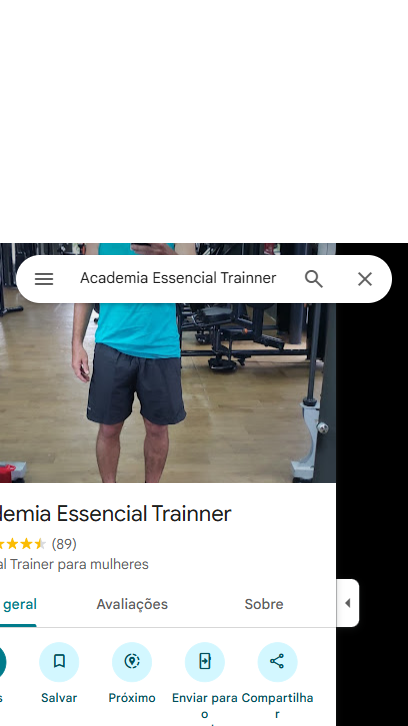 Academia Essencial Trainner
demia Essencial Trainner
(89)
al Trainer para mulheres
geral Avaliações Sobre
s Salvar Próximo Enviar para o Compartilhar